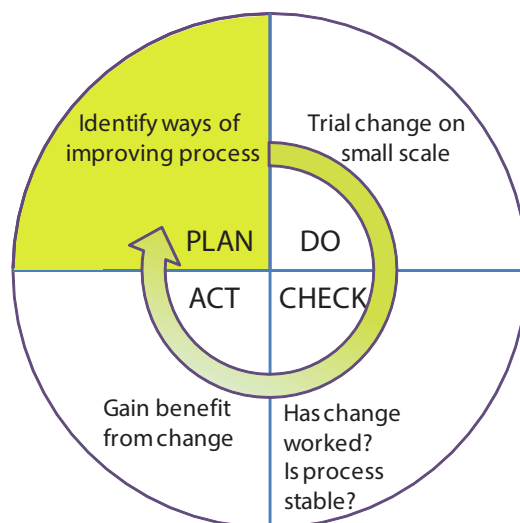 Identify ways of
improving process
PLAN
Trial change on
small scale
DO
CHECK
Has change
worked?
Is process
stable?
ACT
Gain benefit
from change